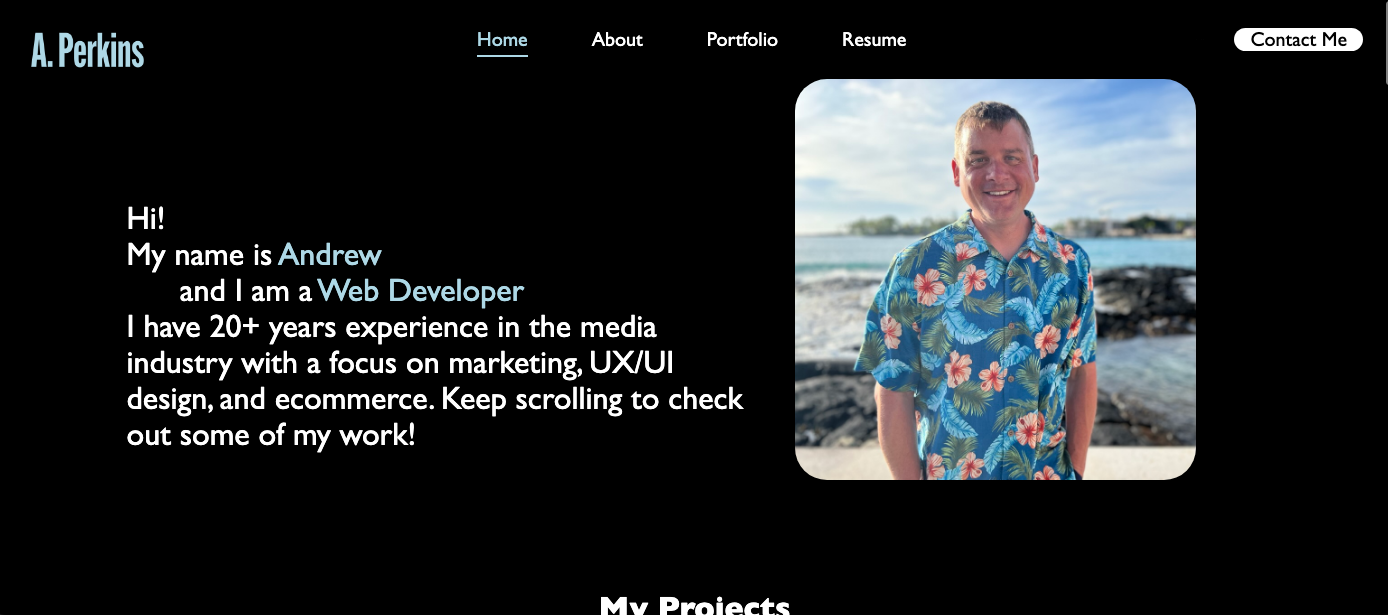 A. Perkins
Home
About
Portfolio
Resume
Contact Me
Hi!
My name is Andrew
and I am a Web Developer
I have 20+ years experience in the media
industry with a focus on marketing, UX/UI
design, and ecommerce. Keep scrolling to check
out some of my work!
My Projects